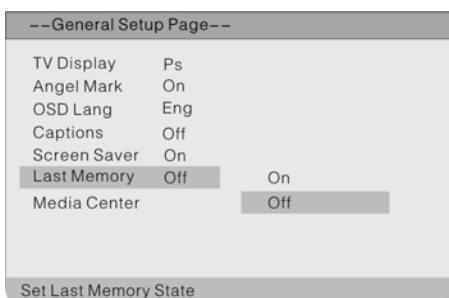 --General Setup Page--
TV Display Ps
Angel Mark On
OSD Lang Eng
Captions Off
Screen Saver On
Last Memory Off On
Media Center Off
Set Last Memory State